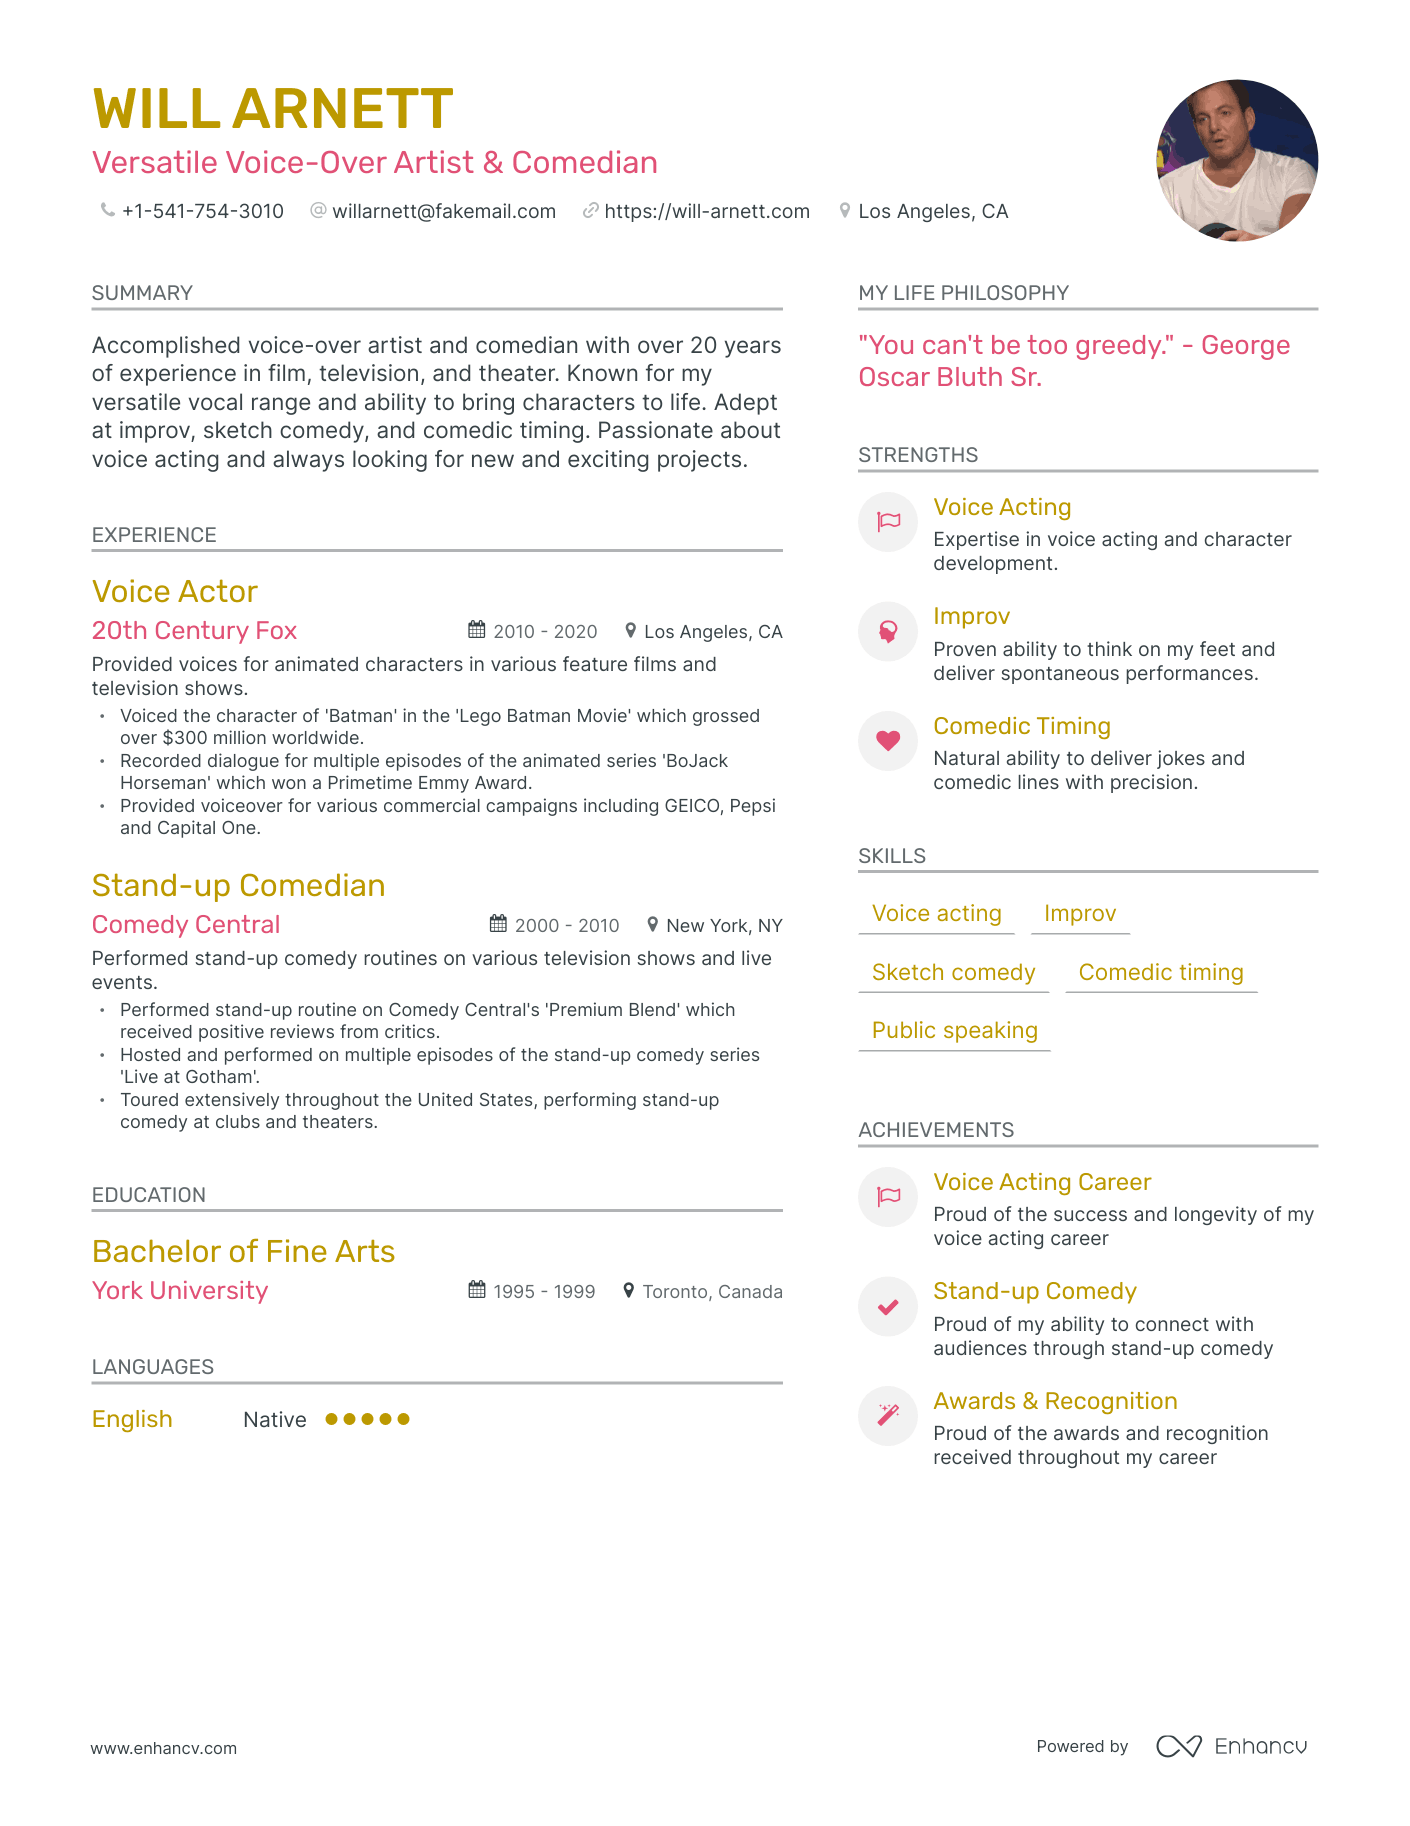 WILL ARNETT
Versatile Voice-Over Artist & Comedian
+1-541-754-3010 @ willarnett@fakemail.com https://will-arnett.com Los Angeles, CA
SUMMARY
Accomplished voice-over artist and comedian with over 20 years
of experience in film, television, and theater. Known for my
versatile vocal range and ability to bring characters to life. Adept
at improv, sketch comedy, and comedic timing. Passionate about
voice acting and always looking for new and exciting projects.
EXPERIENCE
Voice Actor
20th Century Fox 2010 - 2020 Los Angeles, CA
Provided voices for animated characters in various feature films and
television shows.
• Voiced the character of 'Batman' in the 'Lego Batman Movie' which grossed
over $300 million worldwide.
• Recorded dialogue for multiple episodes of the animated series 'BoJack
Horseman' which won a Primetime Emmy Award.
• Provided voiceover for various commercial campaigns including GEICO, Pepsi
and Capital One.
Stand-up Comedian
Comedy Central 2000 - 2010 New York, NY
Performed stand-up comedy routines on various television shows and live
events.
• Performed stand-up routine on Comedy Central's 'Premium Blend' which
received positive reviews from critics.
• Hosted and performed on multiple episodes of the stand-up comedy series
'Live at Gotham'.
• Toured extensively throughout the United States, performing stand-up
comedy at clubs and theaters.
EDUCATION
Bachelor of Fine Arts
York University 1995 - 1999 Toronto, Canada
LANGUAGES
English Native
MY LIFE PHILOSOPHY
"You can't be too greedy." - George
Oscar Bluth Sr.
STRENGTHS
Voice Acting
Expertise in voice acting and character
development.
Improv
Proven ability to think on my feet and
deliver spontaneous performances.
Comedic Timing
Natural ability to deliver jokes and
comedic lines with precision.
SKILLS
Voice acting Improv
Sketch comedy Comedic timing
Public speaking
ACHIEVEMENTS
Voice Acting Career
Proud of the success and longevity of my
voice acting career
Stand-up Comedy
Proud of my ability to connect with
audiences through stand-up comedy
Awards & Recognition
Proud of the awards and recognition
received throughout my career
www.enhancv.com
Powered by Enhancv